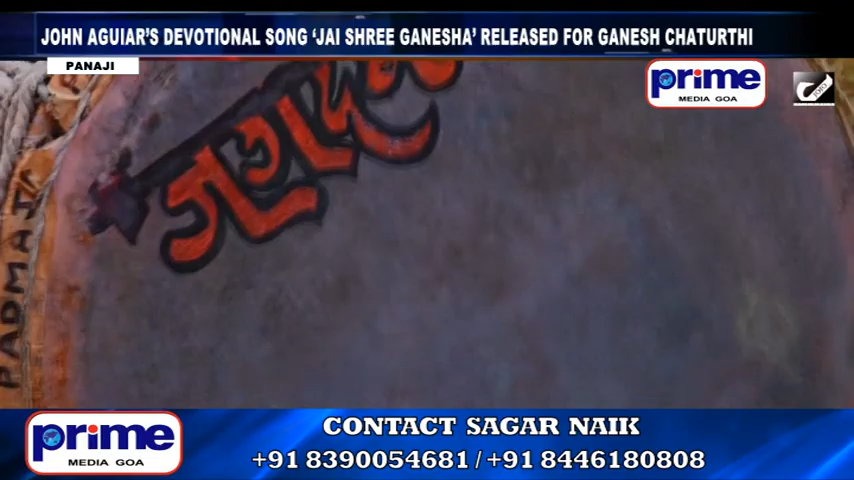 JOHN AGUIAR'S DEVOTIONAL SONG 'JAI SHREE GANESHA' RELEASED FOR GANESH CHATURTHI
PANAJI
prime
MEDIA GOA
PADMAJ
prime
MEDIA GOA
CONTACT SAGAR NAIK
+91 8390054681 / +91 8446180808